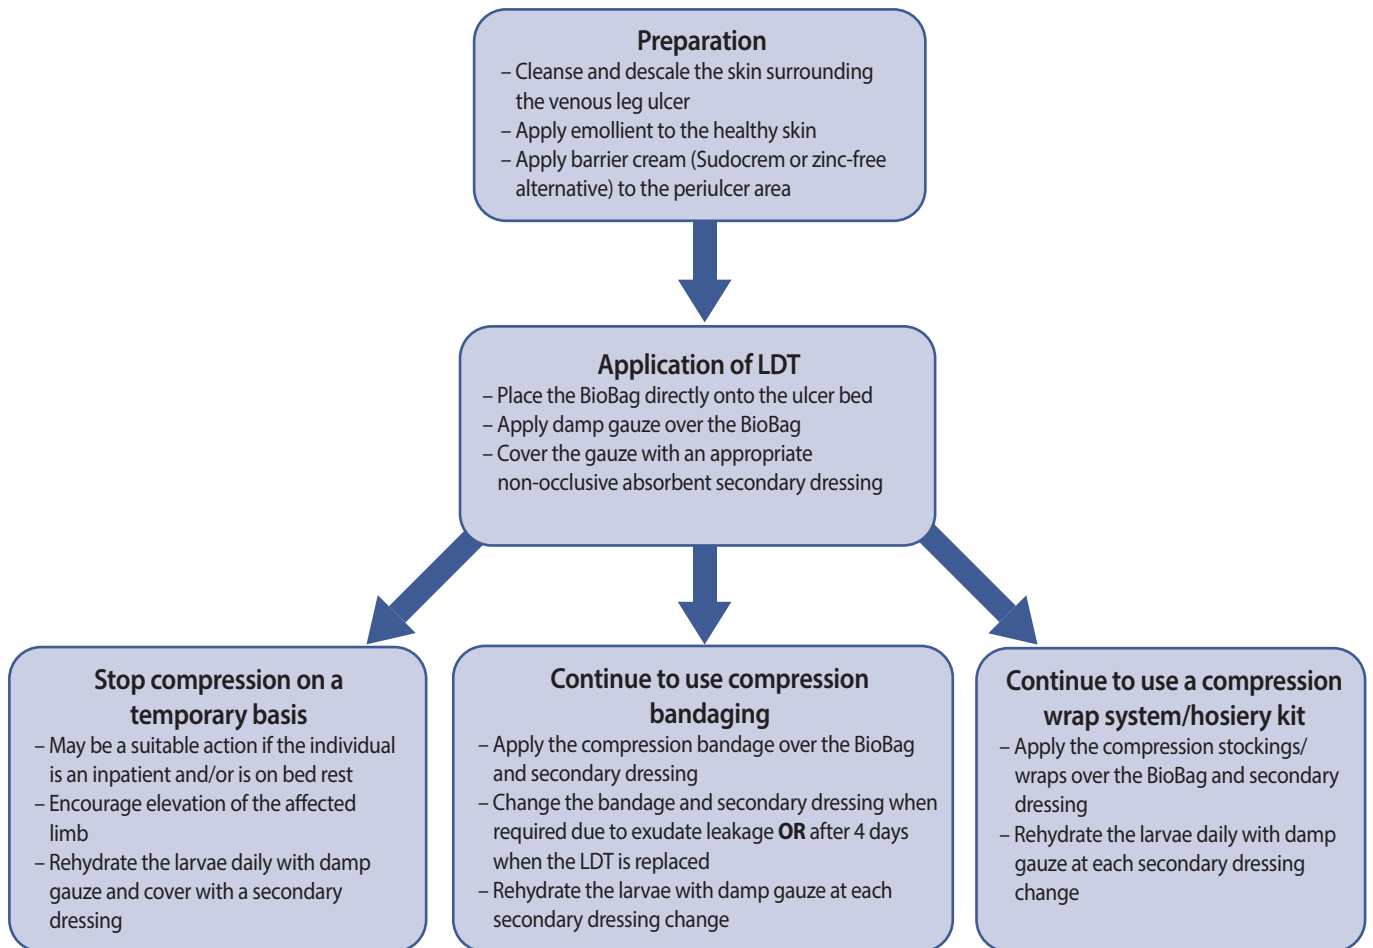 Preparation
– Cleanse and descale the skin surrounding
the venous leg ulcer
– Apply emollient to the healthy skin
– Apply barrier cream (Sudocrem or zinc-free
alternative) to the periulcer area
Application of LDT
– Place the BioBag directly onto the ulcer bed
– Apply damp gauze over the BioBag
– Cover the gauze with an appropriate
non-occlusive absorbent secondary dressing
Stop compression on a
temporary basis
– May be a suitable action if the individual
is an inpatient and/or is on bed rest
– Encourage elevation of the affected
limb
– Rehydrate the larvae daily with damp
gauze and cover with a secondary
dressing
Continue to use compression
bandaging
– Apply the compression bandage over the BioBag
and secondary dressing
– Change the bandage and secondary dressing when
required due to exudate leakage OR after 4 days
when the LDT is replaced
– Rehydrate the larvae with damp gauze at each
secondary dressing change
Continue to use a compression
wrap system/hosiery kit
– Apply the compression stockings/
wraps over the BioBag and secondary
dressing
– Rehydrate the larvae daily with damp
gauze at each secondary dressing
change